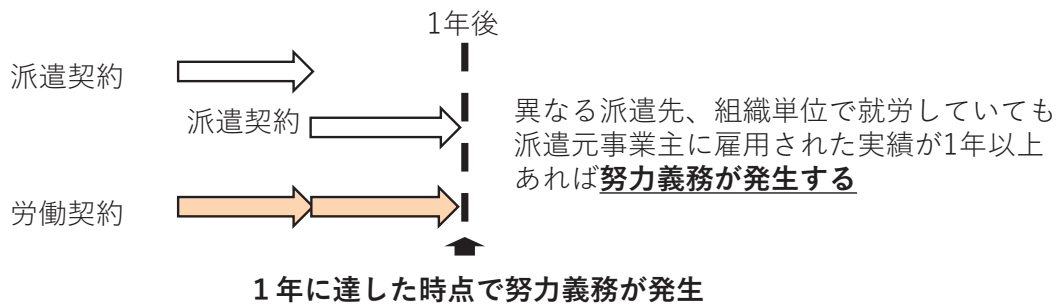 1年後
派遣契約
派遣契約
異なる派遣先、組織単位で就労していても
派遣元事業主に雇用された実績が1年以上
あれば努力義務が発生する
労働契約
１年に達した時点で努力義務が発生